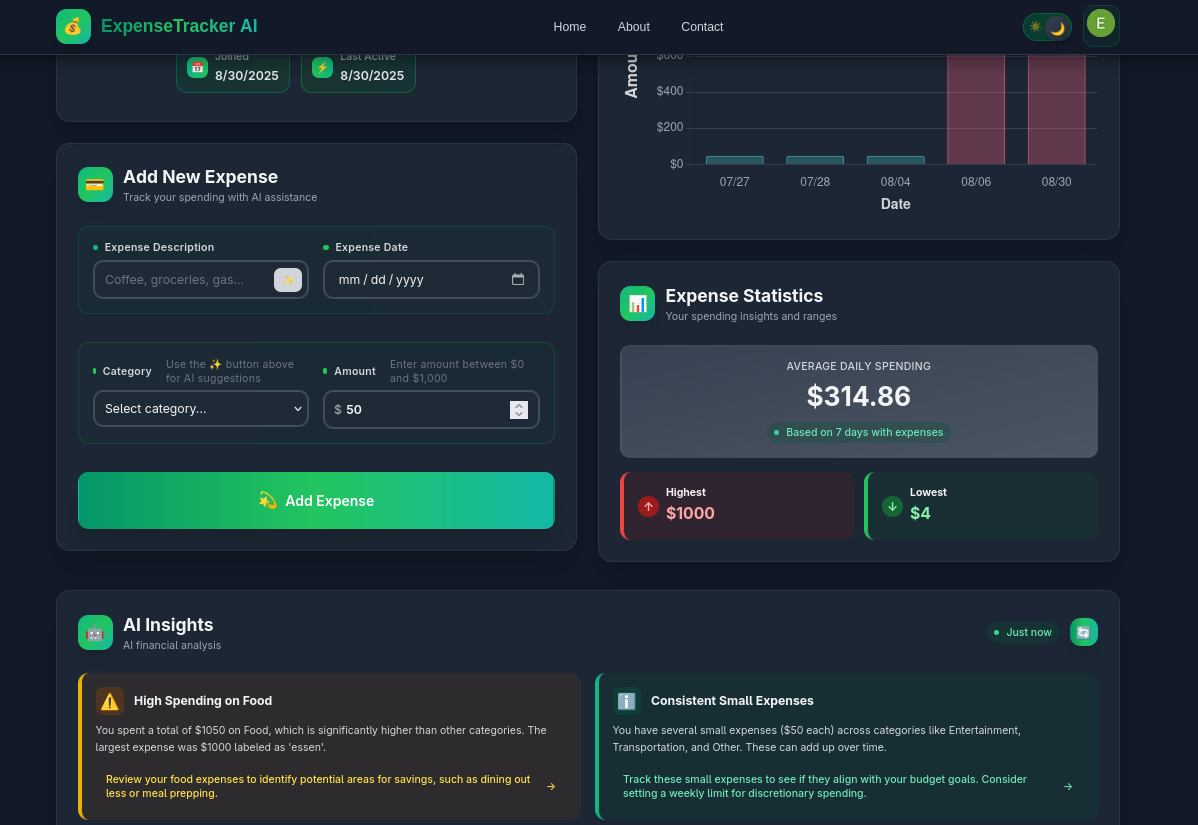 ExpenseTracker AI
Home
About
Contact
E
Joined
8/30/2025
Last Active
8/30/2025
Add New Expense
Track your spending with AI assistance
Expense Description
Coffee, groceries, gas...
Expense Date
mm / dd / yyyy
Category
Use the ✨ button above
for AI suggestions
Select category...
Amount
Enter amount between $0
and $1,000
$ 50
Add Expense
Amou
$600
$400
$200
$0
07/27
07/28
08/04
08/06
08/30
Date
Expense Statistics
Your spending insights and ranges
AVERAGE DAILY SPENDING
$314.86
Based on 7 days with expenses
Highest
$1000
Lowest
$4
AI Insights
AI financial analysis
Just now
High Spending on Food
You spent a total of $1050 on Food, which is significantly higher than other categories. The
largest expense was $1000 labeled as 'essen'.
Review your food expenses to identify potential areas for savings, such as dining out
less or meal prepping.
→
Consistent Small Expenses
You have several small expenses ($50 each) across categories like Entertainment,
Transportation, and Other. These can add up over time.
Track these small expenses to see if they align with your budget goals. Consider
setting a weekly limit for discretionary spending.
→